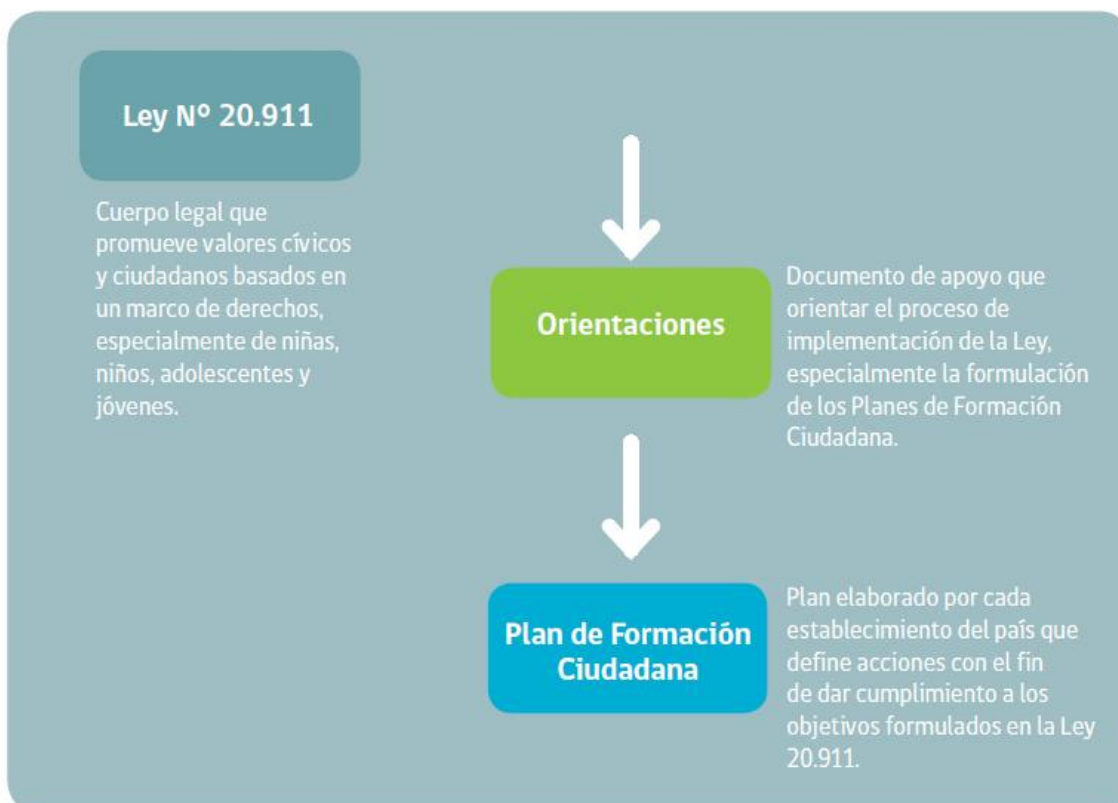 Ley Nº 20.911
Cuerpo legal que
promueve valores cívicos
y ciudadanos basados en
un marco de derechos,
especialmente de niñas,
niños, adolescentes y
jóvenes.
Orientaciones
Documento de apoyo que
orientar el proceso de
implementación de la Ley,
especialmente la formulación
de los Planes de Formación
Ciudadana.
Plan de Formación
Ciudadana
Plan elaborado por cada
establecimiento del país que
define acciones con el fin
de dar cumplimiento a los
objetivos formulados en la Ley
20.911.